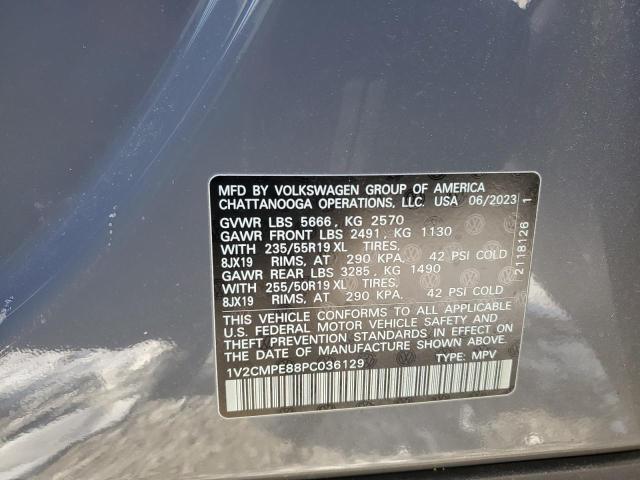 MFD BY VOLKSWAGEN GROUP OF AMERICA
CHATTANOOGA OPERATIONS, LLC. USA 06/2023
GVWR LBS 5666, KG 2570
GAWR FRONT LBS 2491, KG 1130
WITH 235/55R19 XL TIRES.
8JX19 RIMS, AT 290 KPA. 42 PSI COLD
GAWR REAR LBS 3285, KG 1490
WITH 255/50R19 XL TIRES.
8JX19 RIMS, AT 290 KPA. 42 PSI COLD
THIS VEHICLE CONFORMS TO ALL APPLICABLE
U.S. FEDERAL MOTOR VEHICLE SAFETY AND
THEFT PREVENTION STANDARDS IN EFFECT ON
THE DATE OF MANUFACTURE SHOWN ABOVE.
1V2CMPE88PC036129 TYPE: MPV
2118126 1